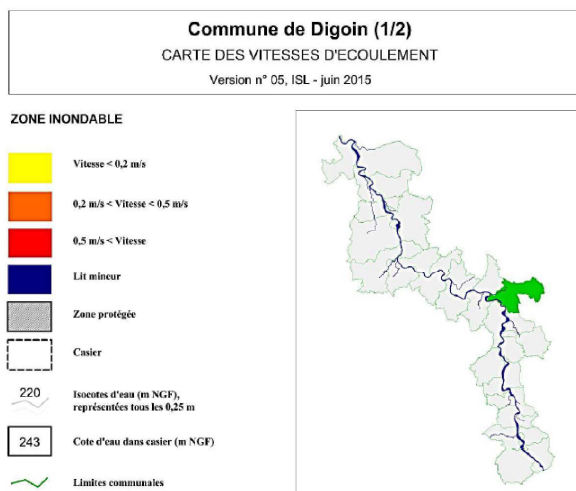 Commune de Digoin (1/2)
CARTE DES VITESSES D'ECOULEMENT
Version n° 05, ISL - juin 2015
ZONE INONDABLE
Vitesse < 0,2 m/s
0,2 m/s < Vitesse < 0,5 m/s
0,5 m/s < Vitesse
Lit mineur
Zone protégée
Casier
220
Isocotes d'eau (m NGF),
représentées tous les 0,25 m
243
Cote d'eau dans casier (m NGF)
Limites communales